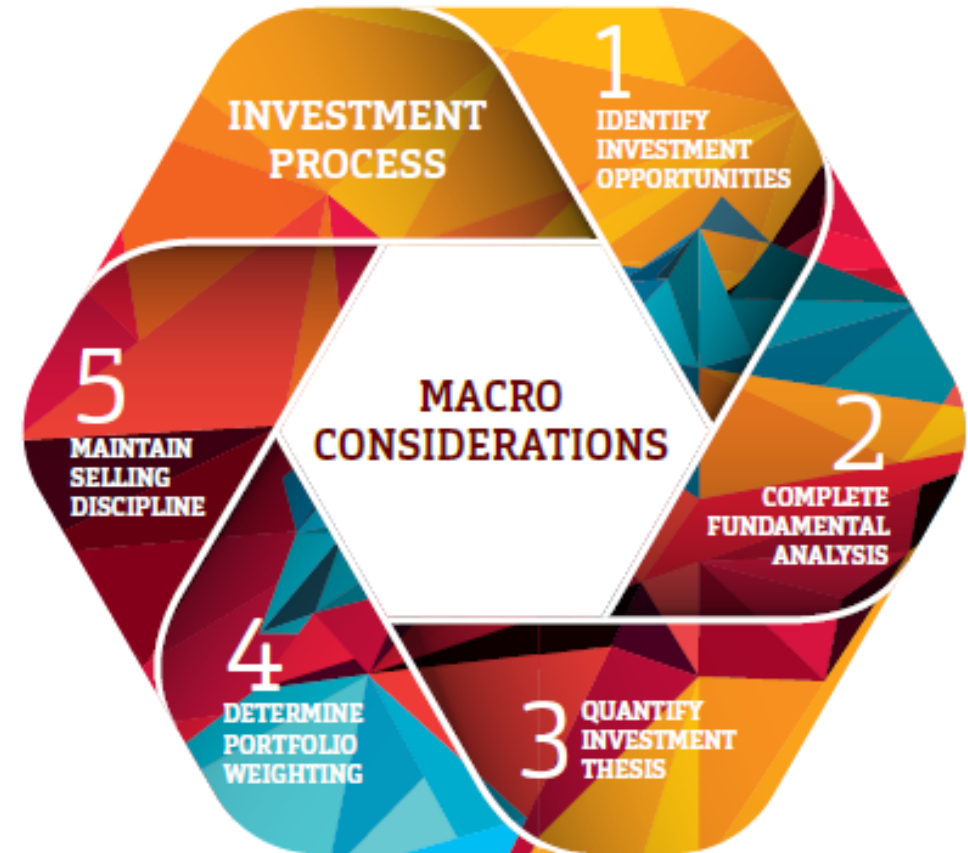 INVESTMENT
PROCESS
1
IDENTIFY
INVESTMENT
OPPORTUNITIES
2
COMPLETE
FUNDAMENTAL
ANALYSIS
3
QUANTIFY
INVESTMENT
THESIS
4
DETERMINE
PORTFOLIO
WEIGHTING
5
MAINTAIN
SELLING
DISCIPLINE
MACRO
CONSIDERATIONS